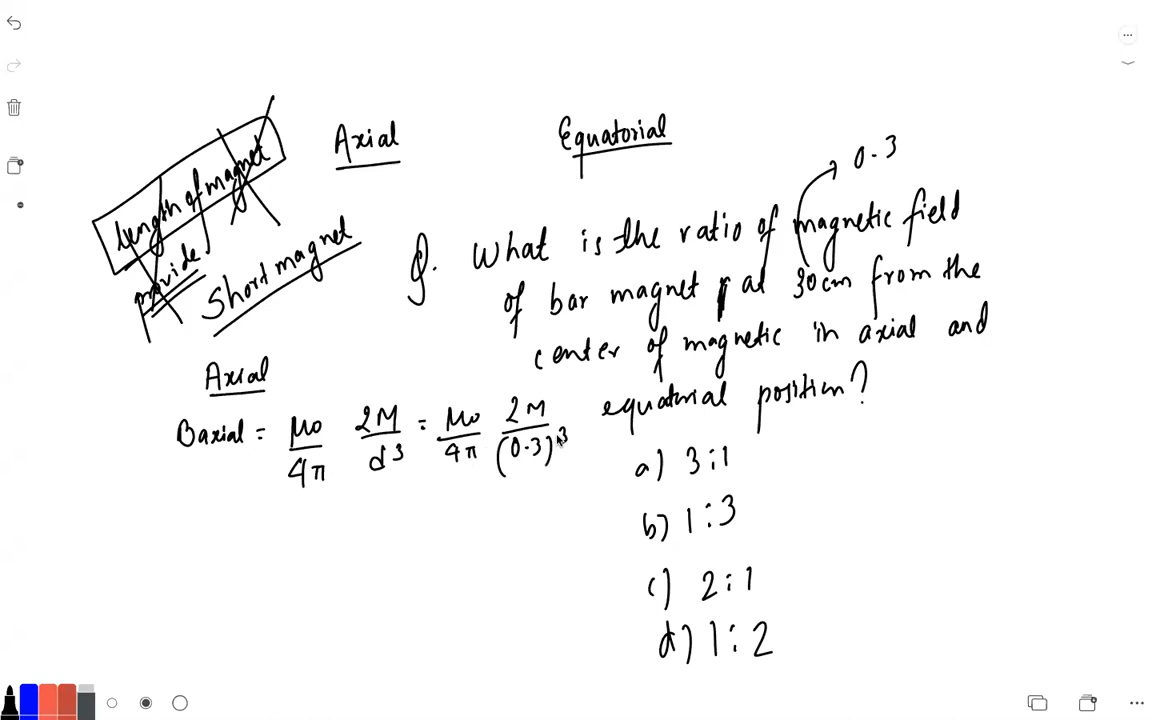 Axial
Equatorial
0.3
length of magnet
provide
Short magnet
Q. What is the ratio of magnetic field
of bar magnet at 30cm from the
center of magnetic in axial and
equatorial position?
Axial
Baxial = μ₀/4π 2M/d³ = μ₀/4π 2M/(0.3)³
a) 3:1
b) 1:3
c) 2:1
d) 1:2